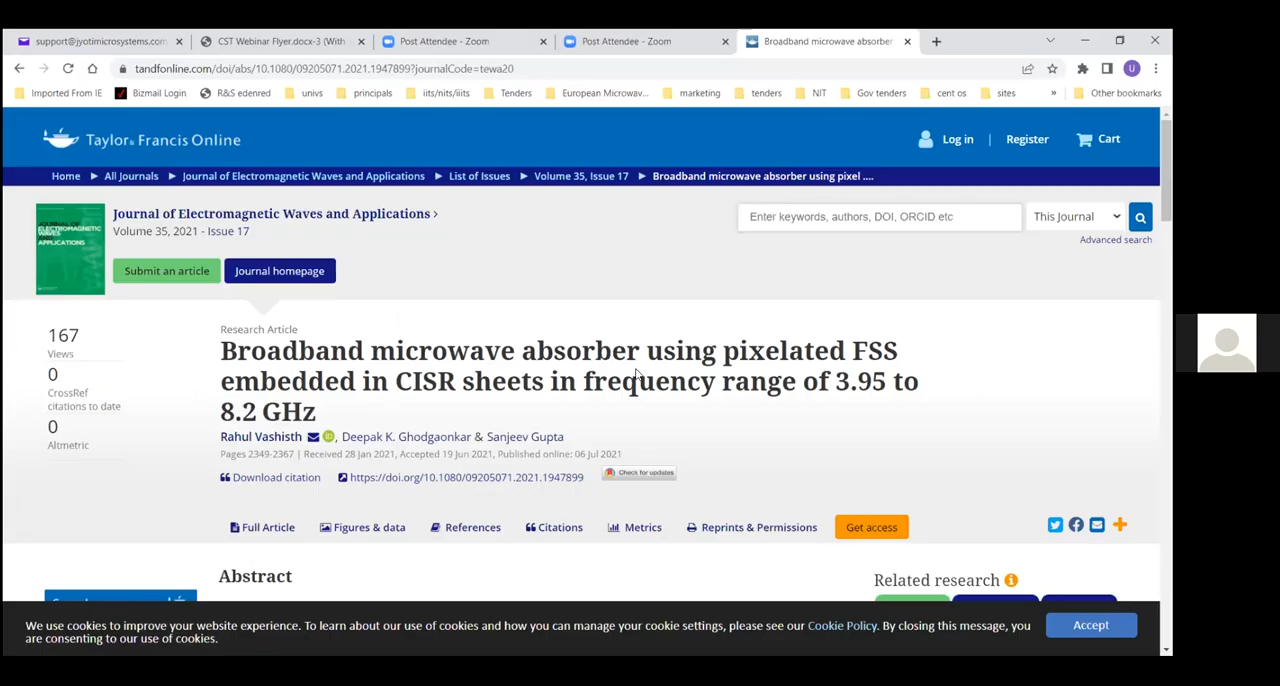 support@jyotimicrosystems.com
CST Webinar Flyer.docx-3 (With
Post Attendee - Zoom
Post Attendee - Zoom
Broadband microwave absorber
tandfonline.com/doi/abs/10.1080/09205071.2021.1947899?journalCode=tewa20
U
Imported From IE
Bizmail Login
R&S edenred
univs
principals
iits/nits/iiits
Tenders
European Microwav...
marketing
tenders
NIT
Gov tenders
cent os
sites
»
Other bookmarks
Taylor & Francis Online
Log in | Register
Cart
Home
All Journals
Journal of Electromagnetic Waves and Applications
List of Issues
Volume 35, Issue 17
Broadband microwave absorber using pixel ....
JOURNAL OF
ELECTROMAGNETIC
WAVES
APPLICATIONS
Journal of Electromagnetic Waves and Applications ›
Volume 35, 2021 - Issue 17
Submit an article
Journal homepage
Enter keywords, authors, DOI, ORCID etc
This Journal
Advanced search
167
Views
0
CrossRef
citations to date
0
Altmetric
Research Article
Broadband microwave absorber using pixelated FSS
embedded in CISR sheets in frequency range of 3.95 to
8.2 GHz
Rahul Vashisth iD, Deepak K. Ghodgaonkar & Sanjeev Gupta
Pages 2349-2367 | Received 28 Jan 2021, Accepted 19 Jun 2021, Published online: 06 Jul 2021
Download citation
https://doi.org/10.1080/09205071.2021.1947899
Check for updates
Full Article
Figures & data
References
Citations
Metrics
Reprints & Permissions
Get access
Abstract
Related research
We use cookies to improve your website experience. To learn about our use of cookies and how you can manage your cookie settings, please see our Cookie Policy. By closing this message, you
are consenting to our use of cookies.
Accept